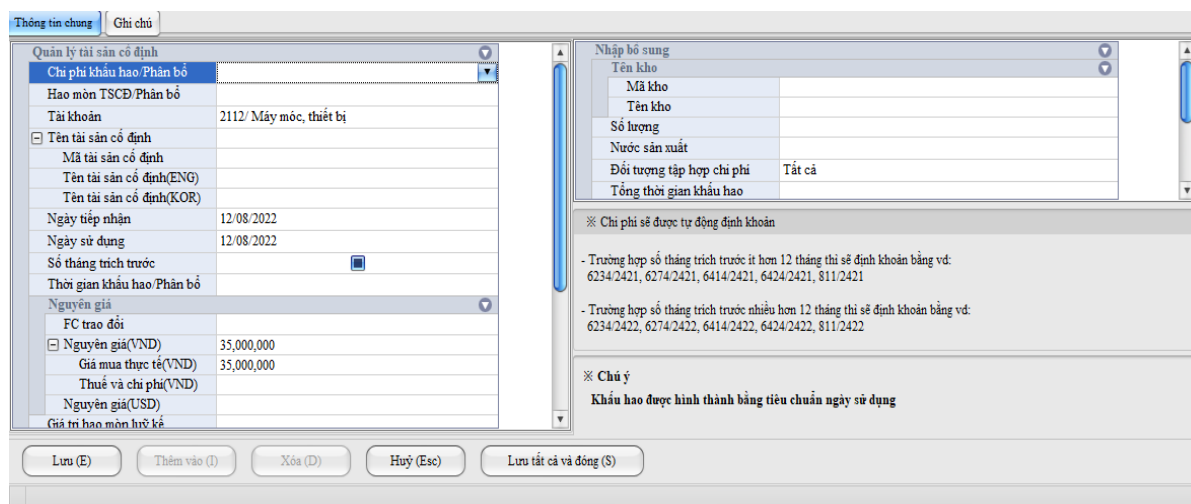 Thông tin chung
Ghi chú
Quản lý tài sản cố định
Chi phí khấu hao/Phân bổ
Hao mòn TSCĐ/Phân bổ
Tài khoản 2112/ Máy móc, thiết bị
Tên tài sản cố định
Mã tài sản cố định
Tên tài sản cố định(ENG)
Tên tài sản cố định(KOR)
Ngày tiếp nhận 12/08/2022
Ngày sử dụng 12/08/2022
Số tháng trích trước
Thời gian khấu hao/Phân bổ
Nguyên giá
FC trao đổi
Nguyên giá(VND) 35,000,000
Giá mua thực tế(VND) 35,000,000
Thuế và chi phí(VND)
Nguyên giá(USD)
Giá trị hao mòn luỹ kế
Nhập bổ sung
Tên kho
Mã kho
Tên kho
Số lượng
Nước sản xuất
Đối tượng tập hợp chi phí Tất cả
Tổng thời gian khấu hao
※ Chi phí sẽ được tự động định khoản
- Trường hợp số tháng trích trước ít hơn 12 tháng thì sẽ định khoản bằng vd:
6234/2421, 6274/2421, 6414/2421, 6424/2421, 811/2421
- Trường hợp số tháng trích trước nhiều hơn 12 tháng thì sẽ định khoản bằng vd:
6234/2422, 6274/2422, 6414/2422, 6424/2422, 811/2422
※ Chú ý
Khấu hao được hình thành bằng tiêu chuẩn ngày sử dụng
Lưu (E)
Thêm vào (I)
Xóa (D)
Huỷ (Esc)
Lưu tất cả và đóng (S)